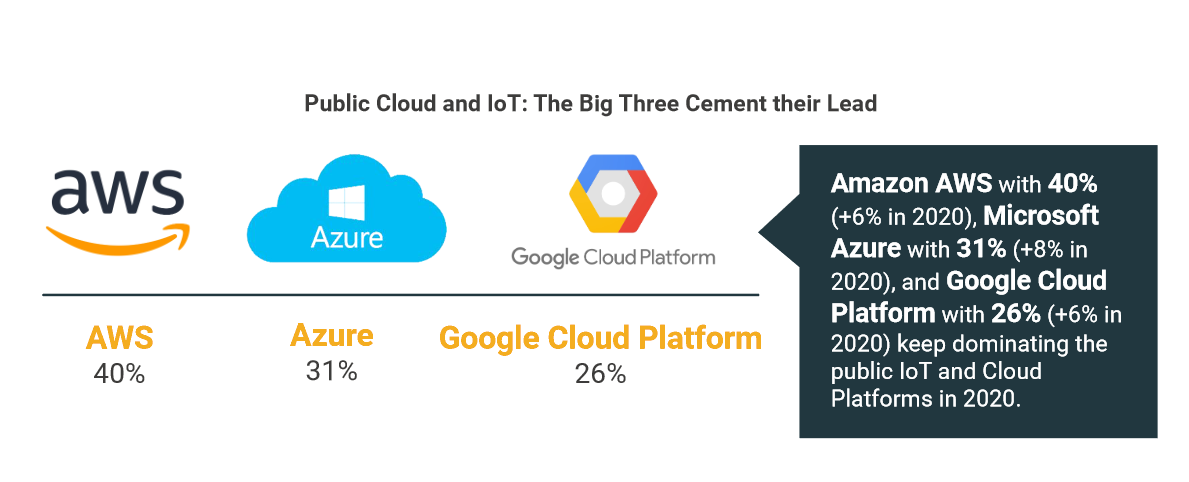 Public Cloud and IoT: The Big Three Cement their Lead
aws
Azure
Google Cloud Platform
AWS
40%
Azure
31%
Google Cloud Platform
26%
Amazon AWS with 40%
(+6% in 2020), Microsoft
Azure with 31% (+8% in
2020), and Google Cloud
Platform with 26% (+6% in
2020) keep dominating the
public IoT and Cloud
Platforms in 2020.